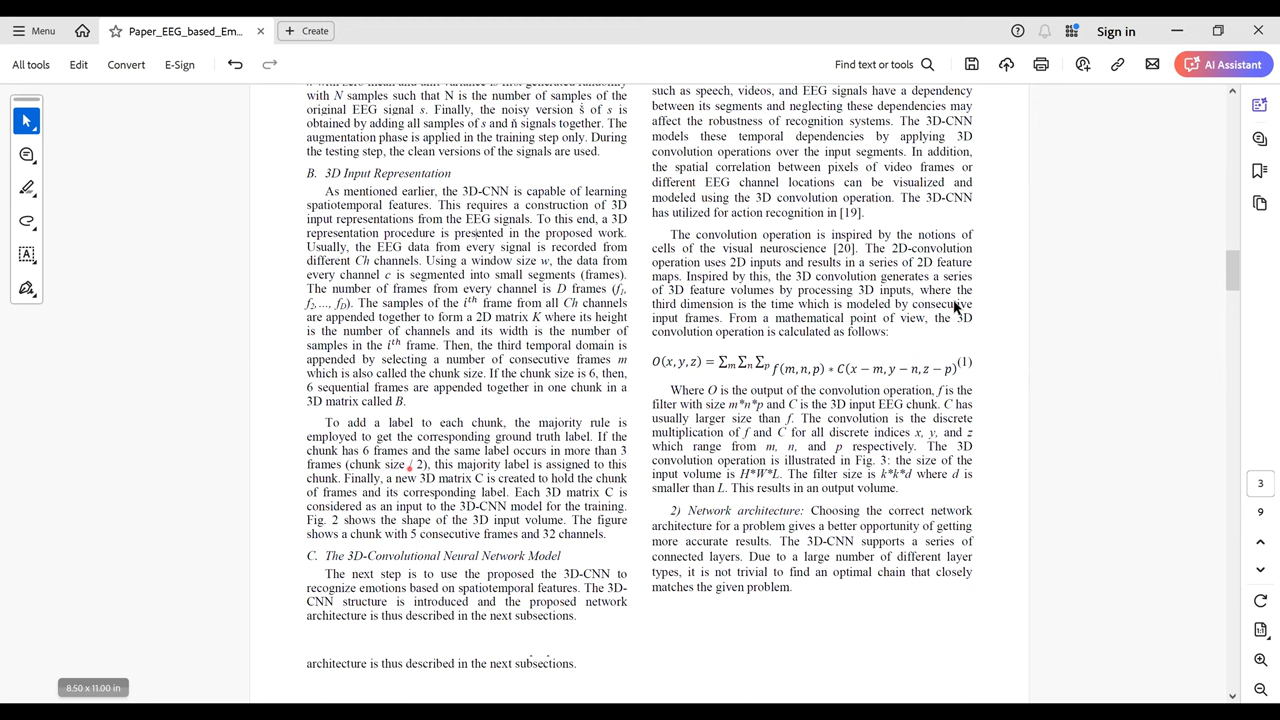 Menu
Paper_EEG_based_Em...
Create
Sign in
All tools
Edit
Convert
E-Sign
Find text or tools
AI Assistant
with N samples such that N is the number of samples of the
original EEG signal s. Finally, the noisy version ṡ of s is
obtained by adding all samples of s and ń signals together. The
augmentation phase is applied in the training step only. During
the testing step, the clean versions of the signals are used.
B. 3D Input Representation
As mentioned earlier, the 3D-CNN is capable of learning
spatiotemporal features. This requires a construction of 3D
input representations from the EEG signals. To this end, a 3D
representation procedure is presented in the proposed work.
Usually, the EEG data from every signal is recorded from
different Ch channels. Using a window size w, the data from
every channel c is segmented into small segments (frames).
The number of frames from every channel is D frames (f1,
f2,..., fD). The samples of the i^th frame from all Ch channels
are appended together to form a 2D matrix K where its height
is the number of channels and its width is the number of
samples in the i^th frame. Then, the third temporal domain is
appended by selecting a number of consecutive frames m
which is also called the chunk size. If the chunk size is 6, then,
6 sequential frames are appended together in one chunk in a
3D matrix called B.
To add a label to each chunk, the majority rule is
employed to get the corresponding ground truth label. If the
chunk has 6 frames and the same label occurs in more than 3
frames (chunk size / 2), this majority label is assigned to this
chunk. Finally, a new 3D matrix C is created to hold the chunk
of frames and its corresponding label. Each 3D matrix C is
considered as an input to the 3D-CNN model for the training.
Fig. 2 shows the shape of the 3D input volume. The figure
shows a chunk with 5 consecutive frames and 32 channels.
C. The 3D-Convolutional Neural Network Model
The next step is to use the proposed the 3D-CNN to
recognize emotions based on spatiotemporal features. The 3D-
CNN structure is introduced and the proposed network
architecture is thus described in the next subsections.
architecture is thus described in the next subsections.
such as speech, videos, and EEG signals have a dependency
between its segments and neglecting these dependencies may
affect the robustness of recognition systems. The 3D-CNN
models these temporal dependencies by applying 3D
convolution operations over the input segments. In addition,
the spatial correlation between pixels of video frames or
different EEG channel locations can be visualized and
modeled using the 3D convolution operation. The 3D-CNN
has utilized for action recognition in [19].
The convolution operation is inspired by the notions of
cells of the visual neuroscience [20]. The 2D-convolution
operation uses 2D inputs and results in a series of 2D feature
maps. Inspired by this, the 3D convolution generates a series
of 3D feature volumes by processing 3D inputs, where the
third dimension is the time which is modeled by consecutive
input frames. From a mathematical point of view, the 3D
convolution operation is calculated as follows:
O(x, y, z) = ∑m ∑n ∑p f(m, n, p) * C(x − m, y − n, z − p) (1)
Where O is the output of the convolution operation, f is the
filter with size m*n*p and C is the 3D input EEG chunk. C has
usually larger size than f. The convolution is the discrete
multiplication of f and C for all discrete indices x, y, and z
which range from m, n, and p respectively. The 3D
convolution operation is illustrated in Fig. 3: the size of the
input volume is H*W*L. The filter size is k*k*d where d is
smaller than L. This results in an output volume.
2) Network architecture: Choosing the correct network
architecture for a problem gives a better opportunity of getting
more accurate results. The 3D-CNN supports a series of
connected layers. Due to a large number of different layer
types, it is not trivial to find an optimal chain that closely
matches the given problem.
3
9
8.50 x 11.00 in